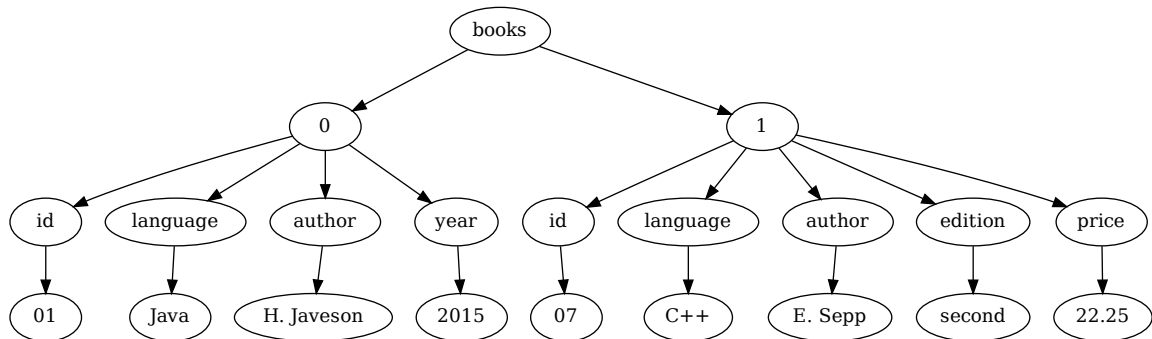 books
0 1
id language author year id language author edition price
01 Java H. Javeson 2015 07 C++ E. Sepp second 22.25